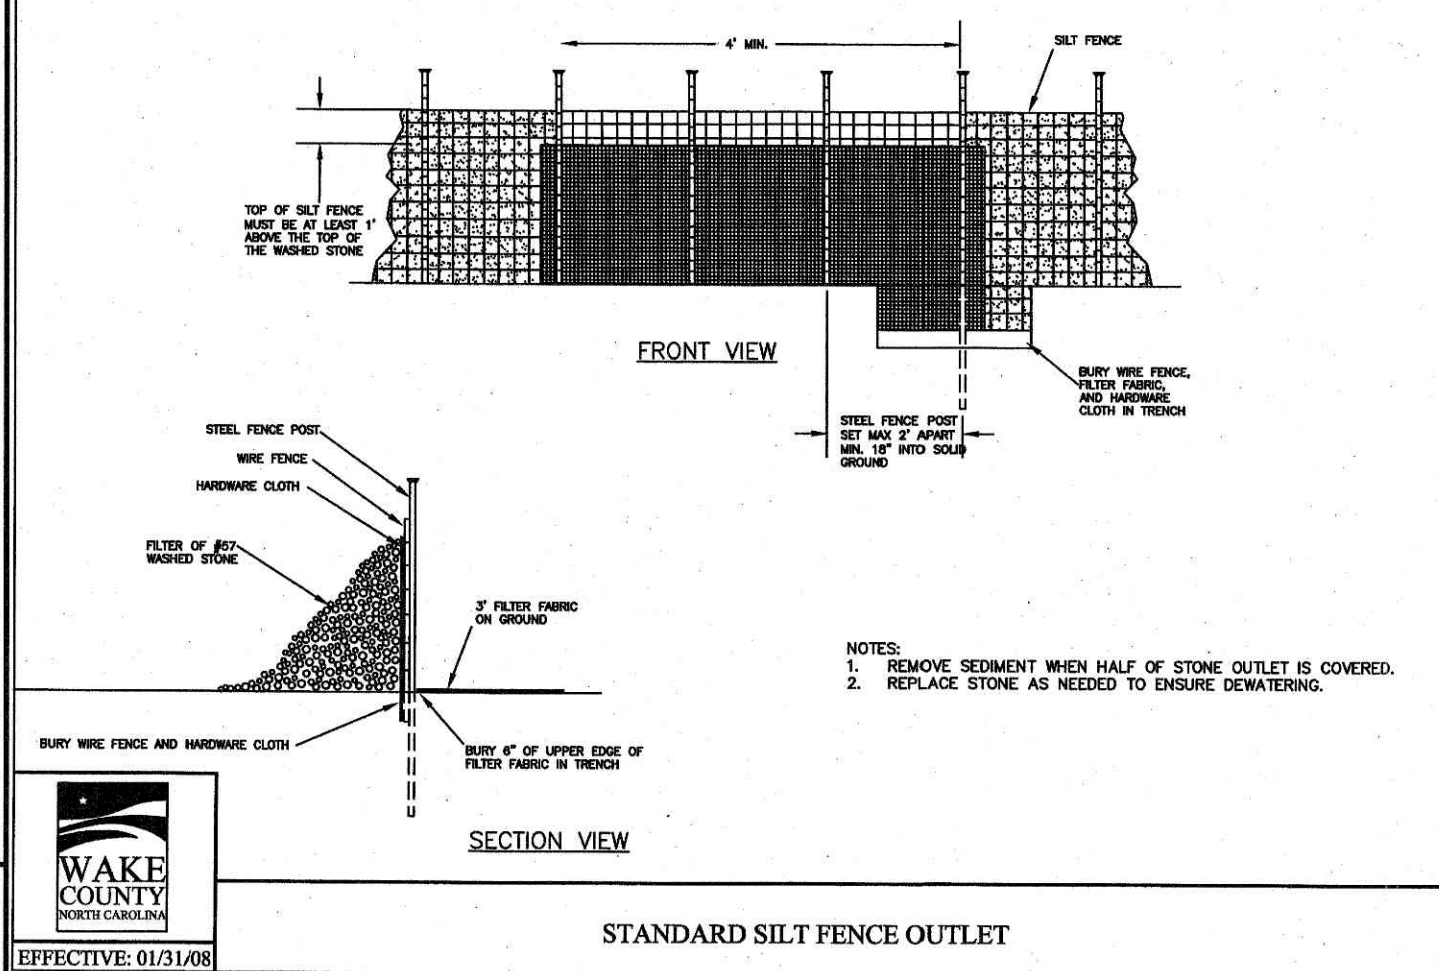 4' MIN.
SILT FENCE
TOP OF SILT FENCE
MUST BE AT LEAST 1'
ABOVE THE TOP OF
THE WASHED STONE
FRONT VIEW
BURY WIRE FENCE,
FILTER FABRIC,
AND HARDWARE
CLOTH IN TRENCH
STEEL FENCE POST
SET MAX 2' APART
MIN. 18" INTO SOLID
GROUND
STEEL FENCE POST
WIRE FENCE
HARDWARE CLOTH
FILTER OF #57
WASHED STONE
3' FILTER FABRIC
ON GROUND
NOTES:
1. REMOVE SEDIMENT WHEN HALF OF STONE OUTLET IS COVERED.
2. REPLACE STONE AS NEEDED TO ENSURE DEWATERING.
BURY WIRE FENCE AND HARDWARE CLOTH
BURY 6" OF UPPER EDGE OF
FILTER FABRIC IN TRENCH
SECTION VIEW
WAKE
COUNTY
NORTH CAROLINA
EFFECTIVE: 01/31/08
STANDARD SILT FENCE OUTLET